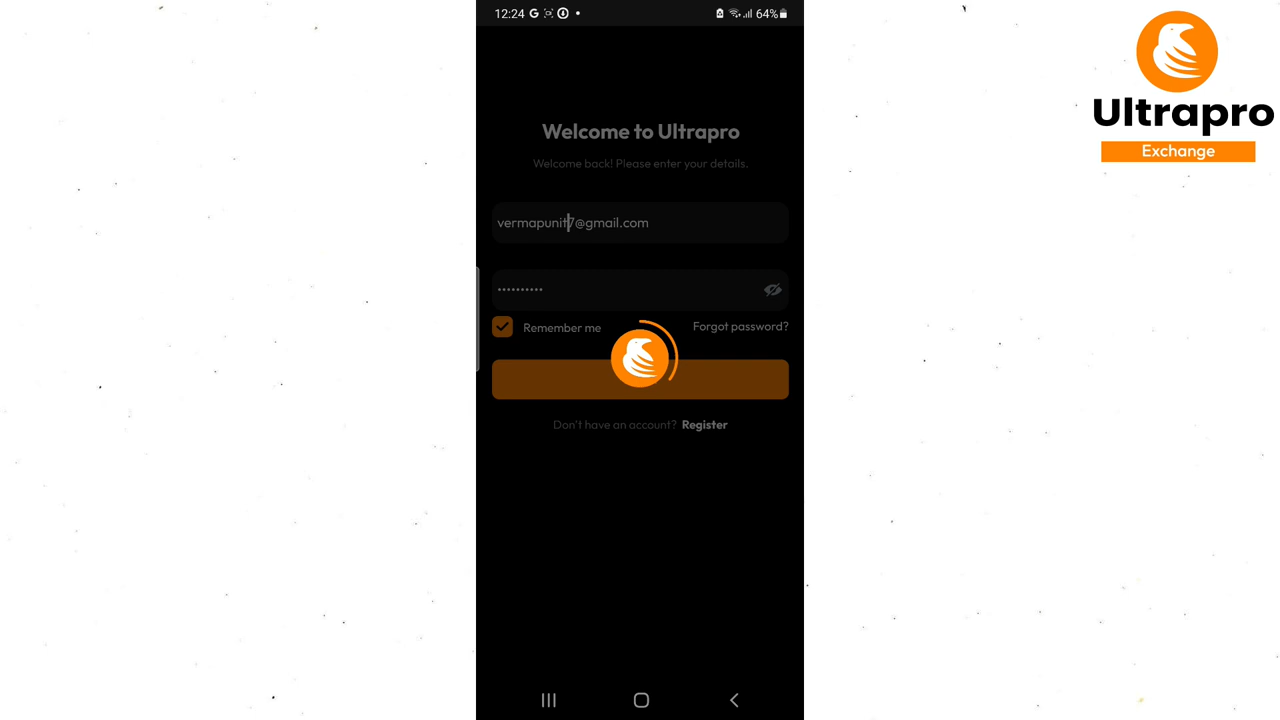 12:24 G
64%
Ultrapro
Exchange
Welcome to Ultrapro
Welcome back! Please enter your details.
vermapunit7@gmail.com
••••••••••
Remember me
Forgot password?
Don't have an account? Register